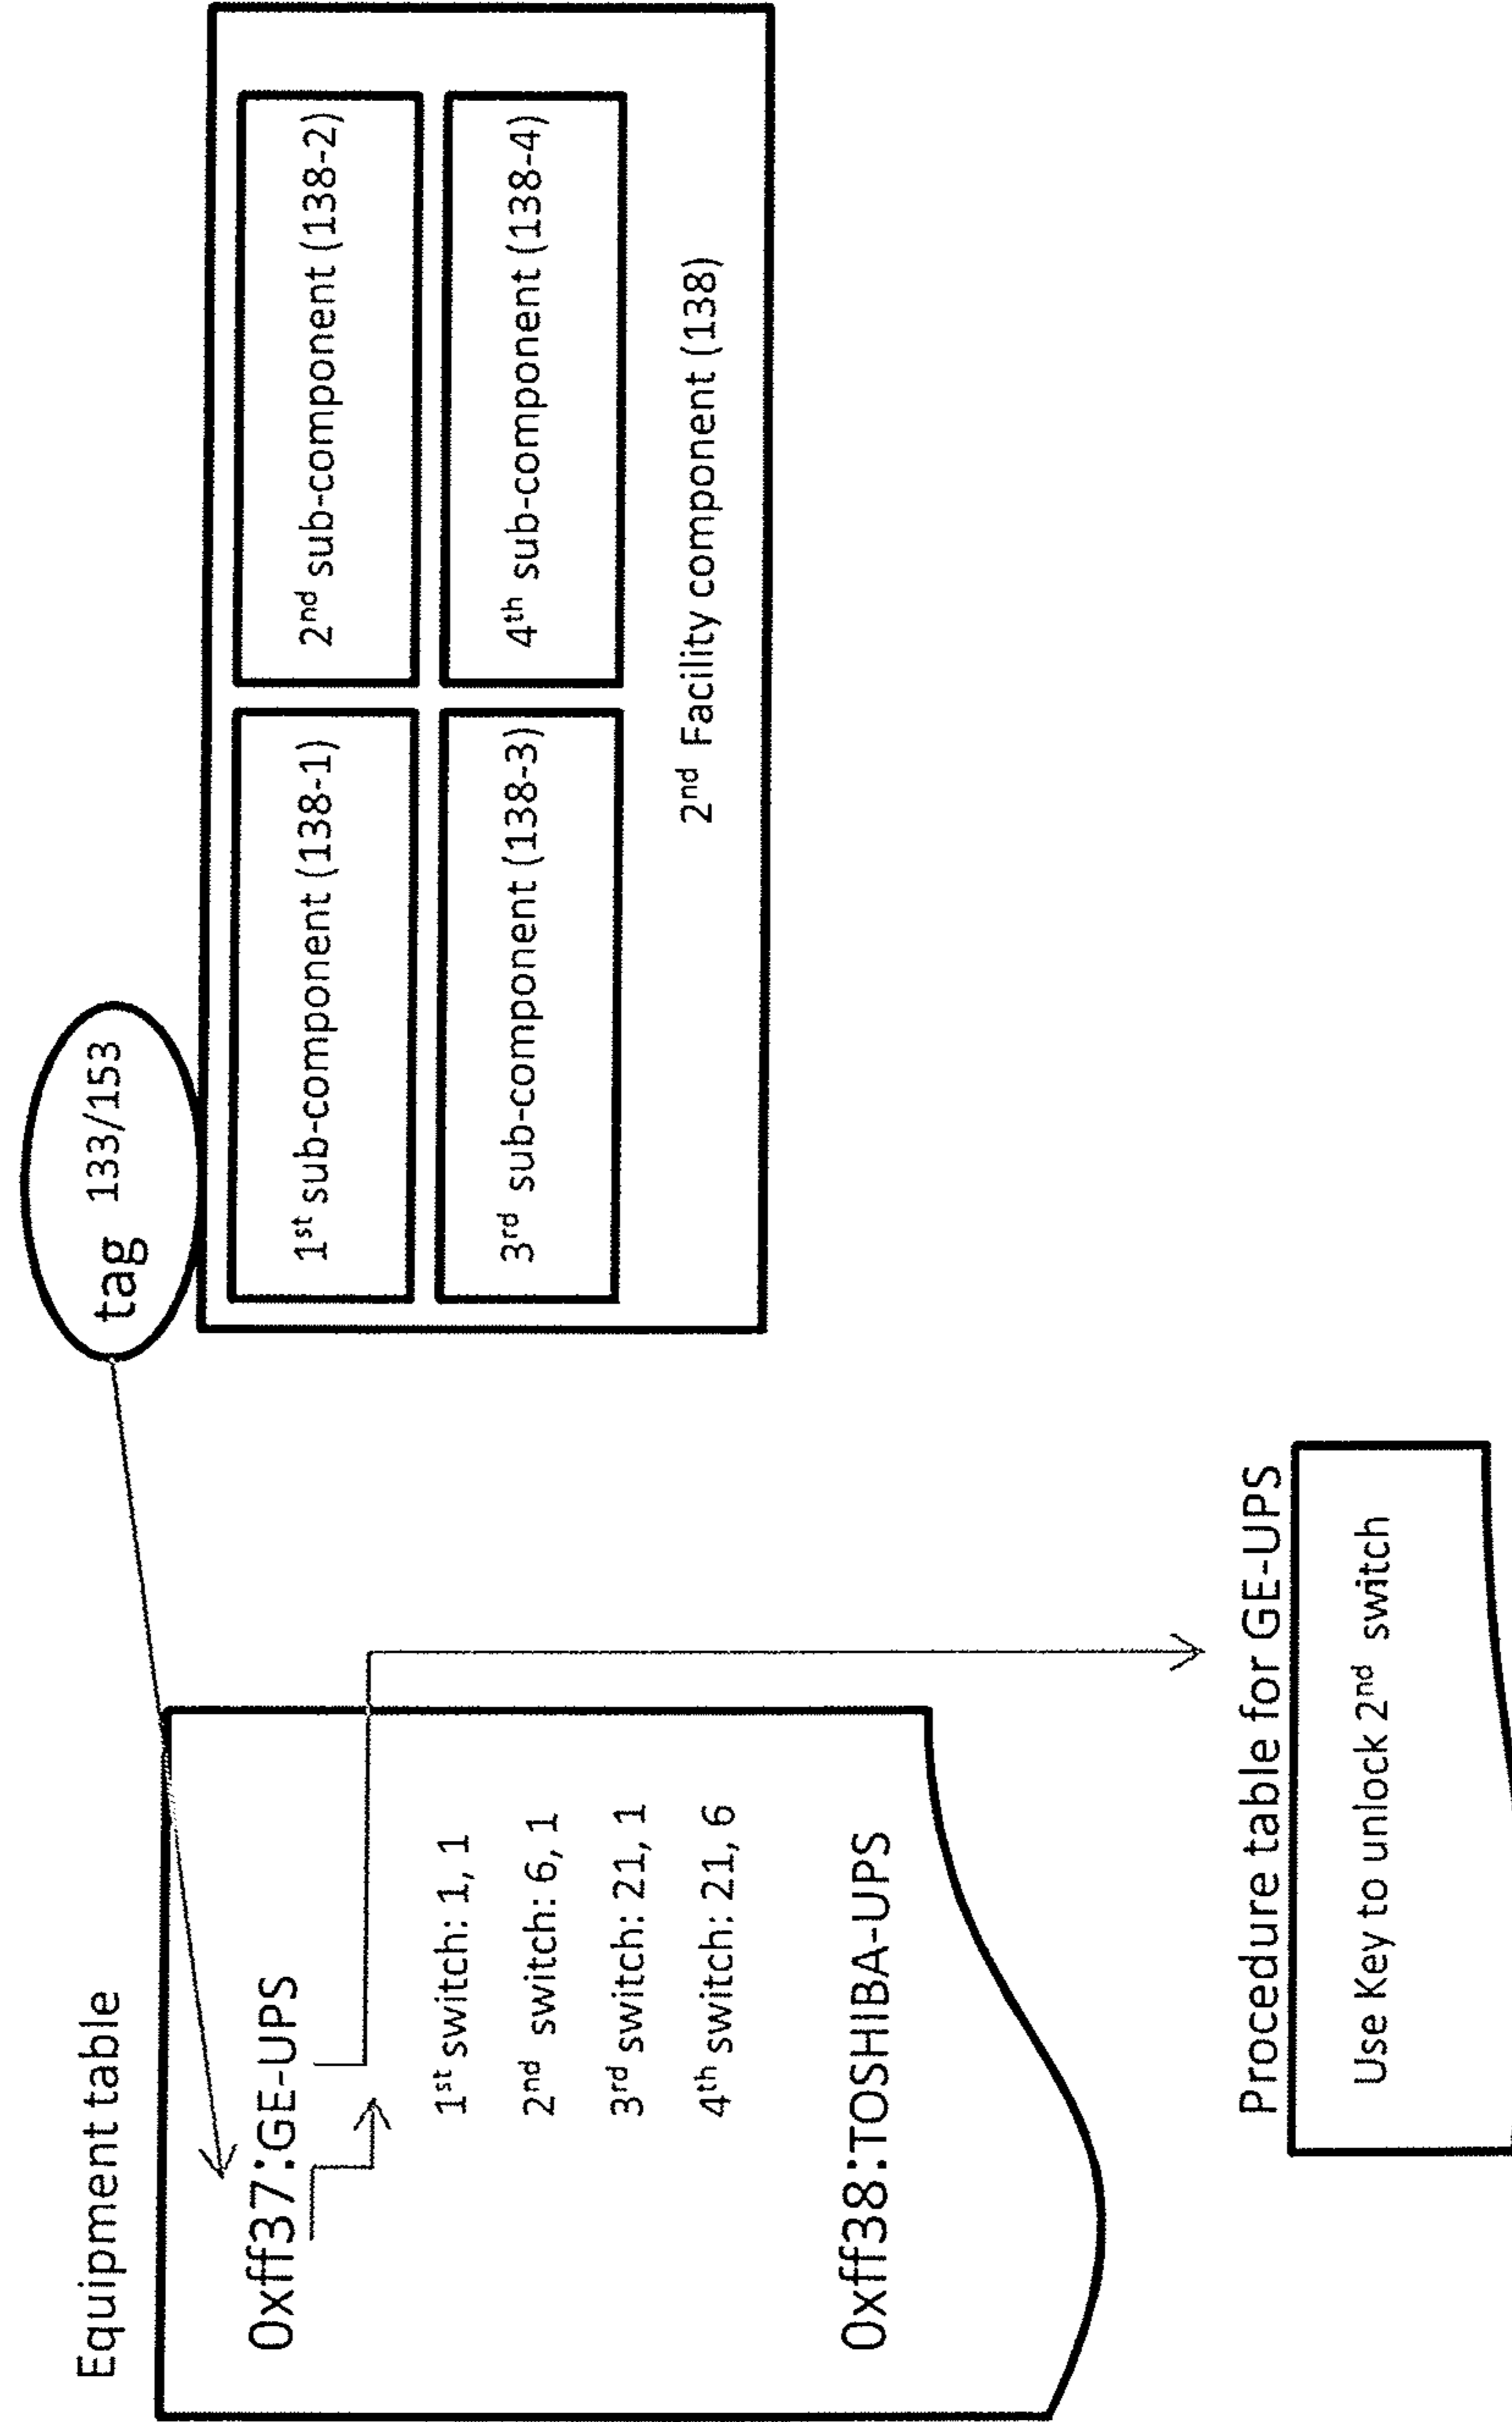 Equipment table
0xff37:GE-UPS
1st switch: 1, 1
2nd switch: 6, 1
3rd switch: 21, 1
4th switch: 21, 6
0xff38:TOSHIBA-UPS
tag 133/153
1st sub-component (138-1)
2nd sub-component (138-2)
3rd sub-component (138-3)
4th sub-component (138-4)
2nd Facility component (138)
Procedure table for GE-UPS
Use Key to unlock 2nd switch